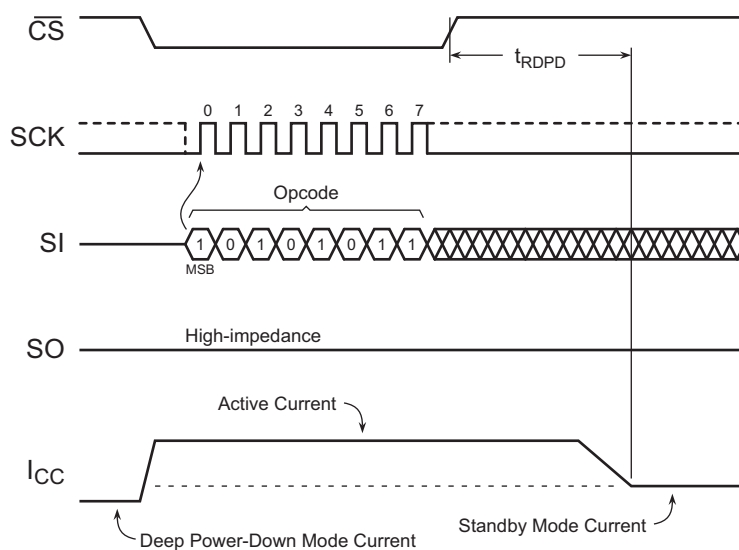 CS
tRDPD
0 1 2 3 4 5 6 7
SCK
Opcode
SI
1 0 1 0 1 0 1 1
MSB
High-impedance
SO
Active Current
ICC
Standby Mode Current
Deep Power-Down Mode Current